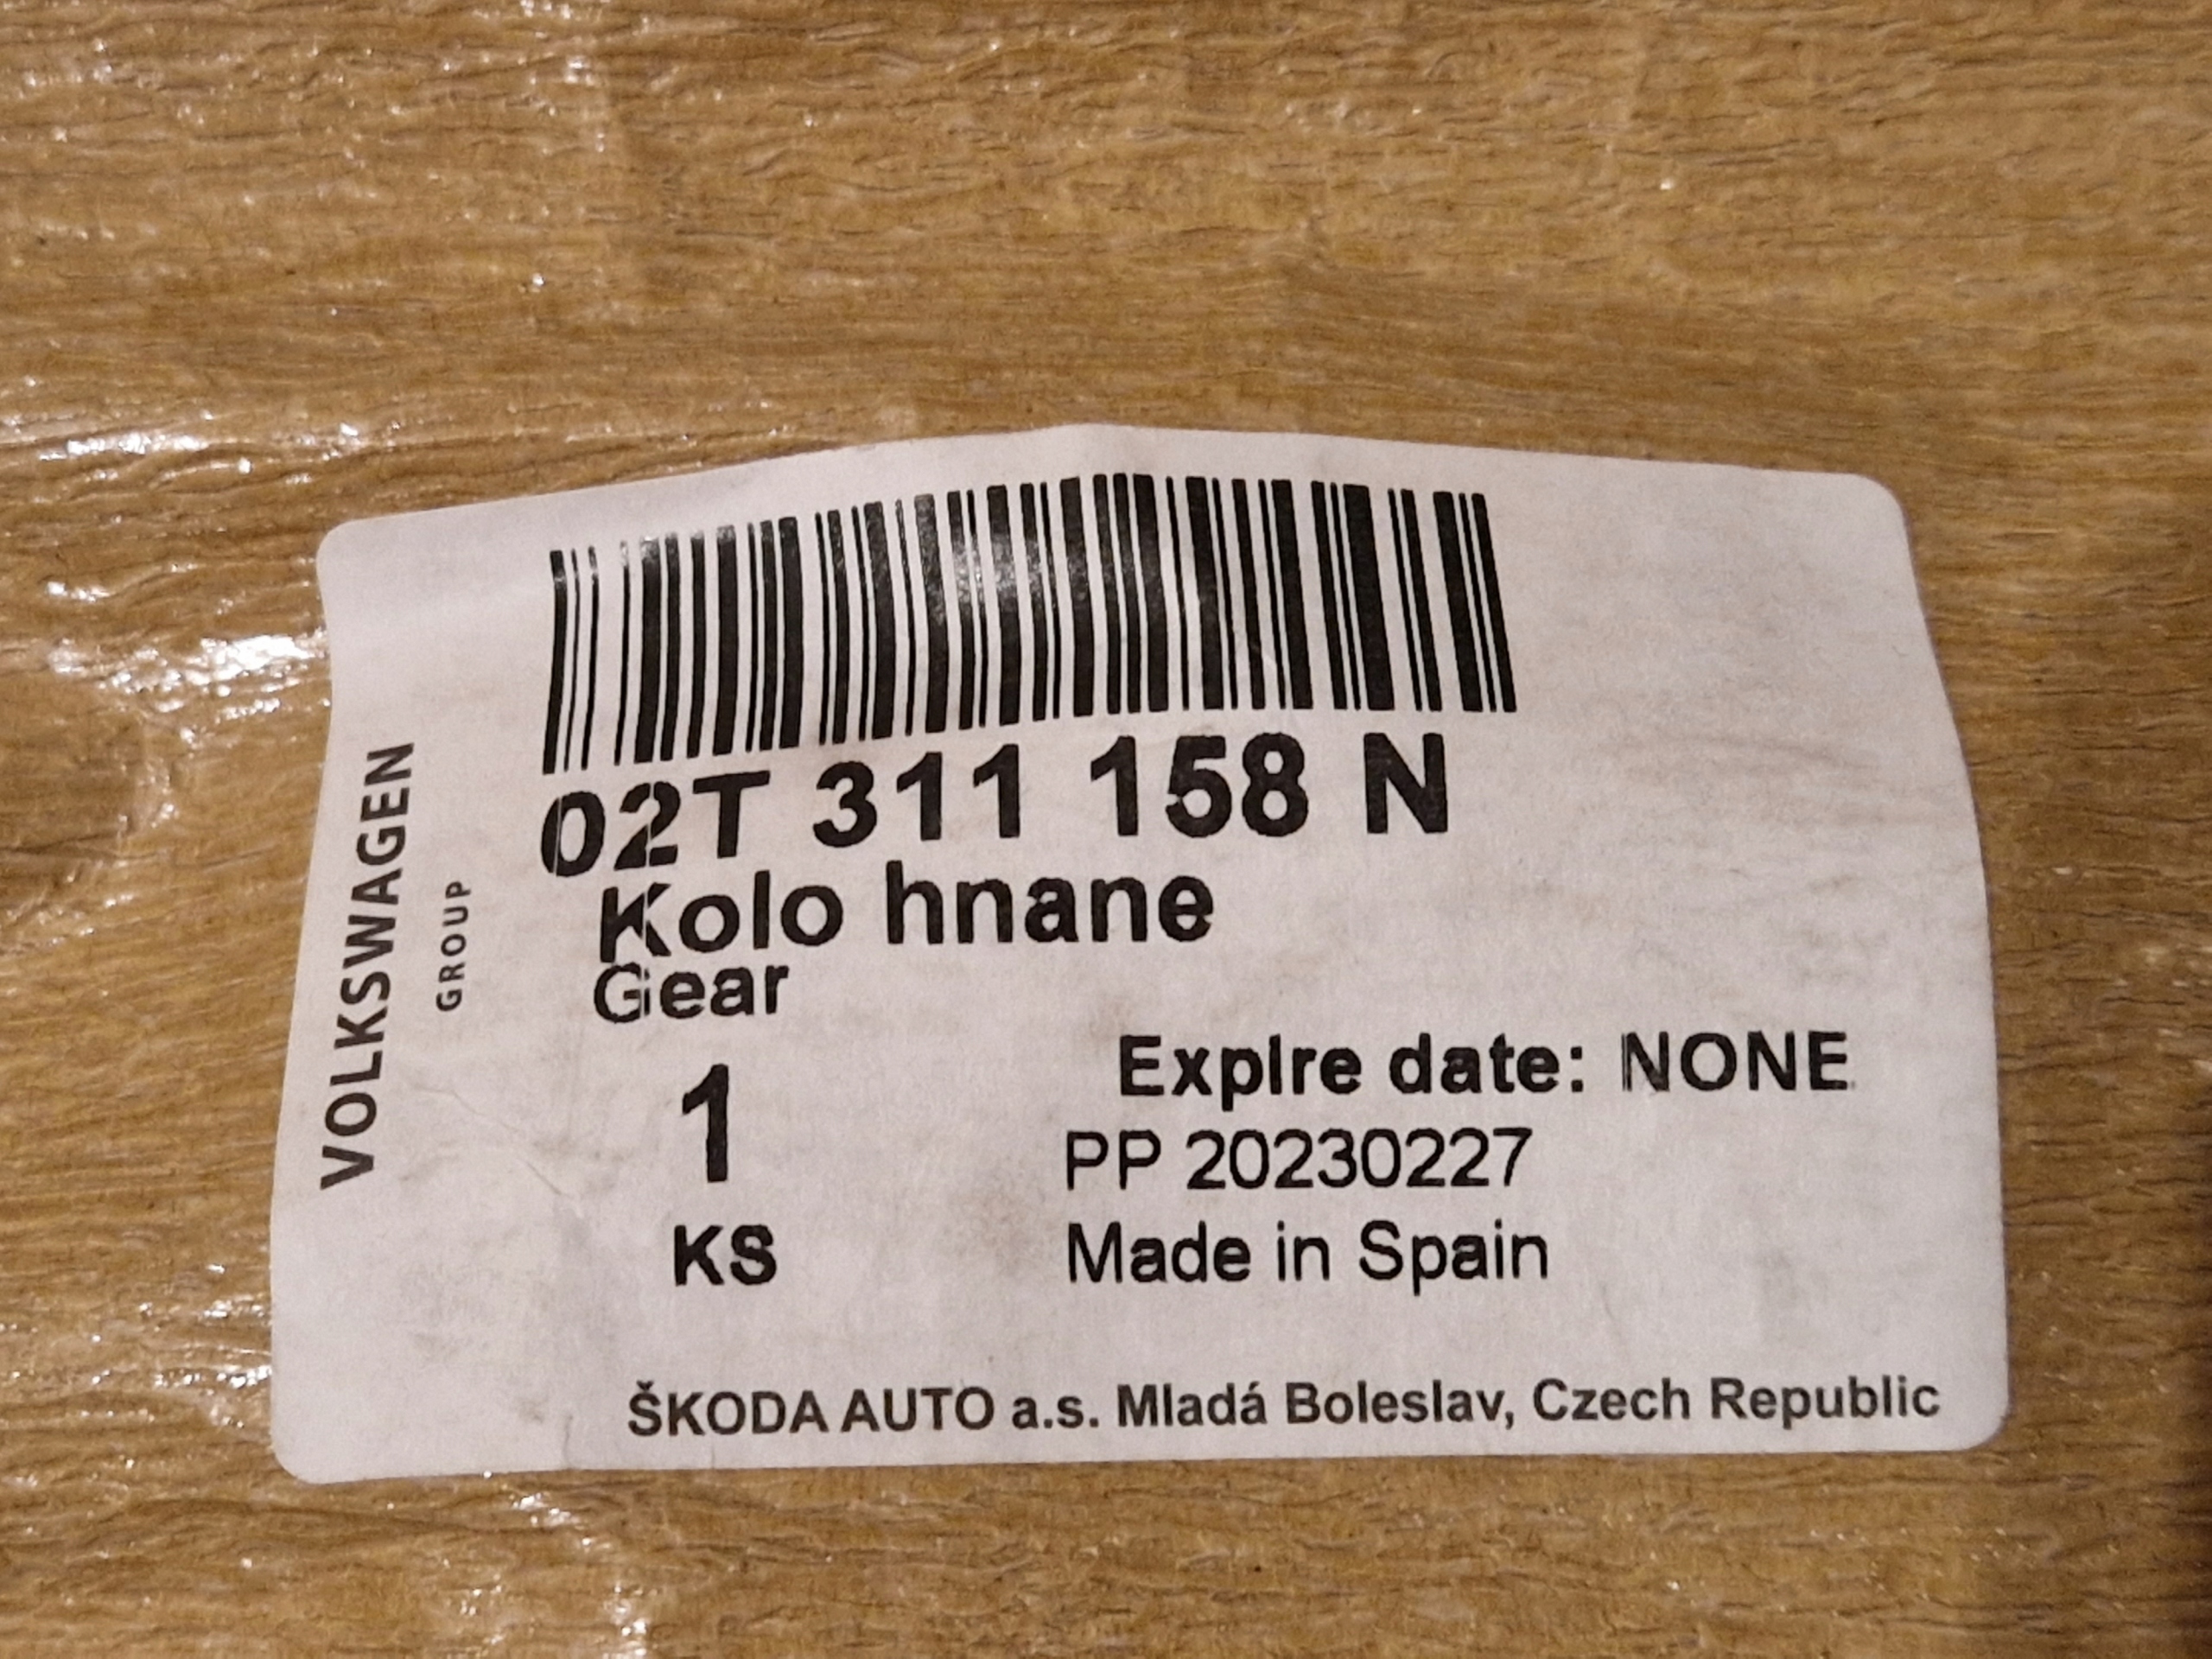 VOLKSWAGEN
GROUP
02T 311 158 N
Kolo hnane
Gear
1
KS
ExpIre date: NONE
PP 20230227
Made in Spain
ŠKODA AUTO a.s. Mladá Boleslav, Czech Republic